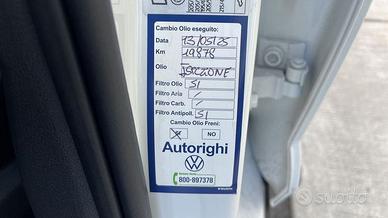 Cambio Olio eseguito:
Data 13/05/25
Km 19878
Olio ISPEZIONE
Filtro Olio SI
Filtro Aria /
Filtro Carb. /
Filtro Antipoll. SI
Cambio Olio Freni:
SI NO
Autorighi
800-897378
subito